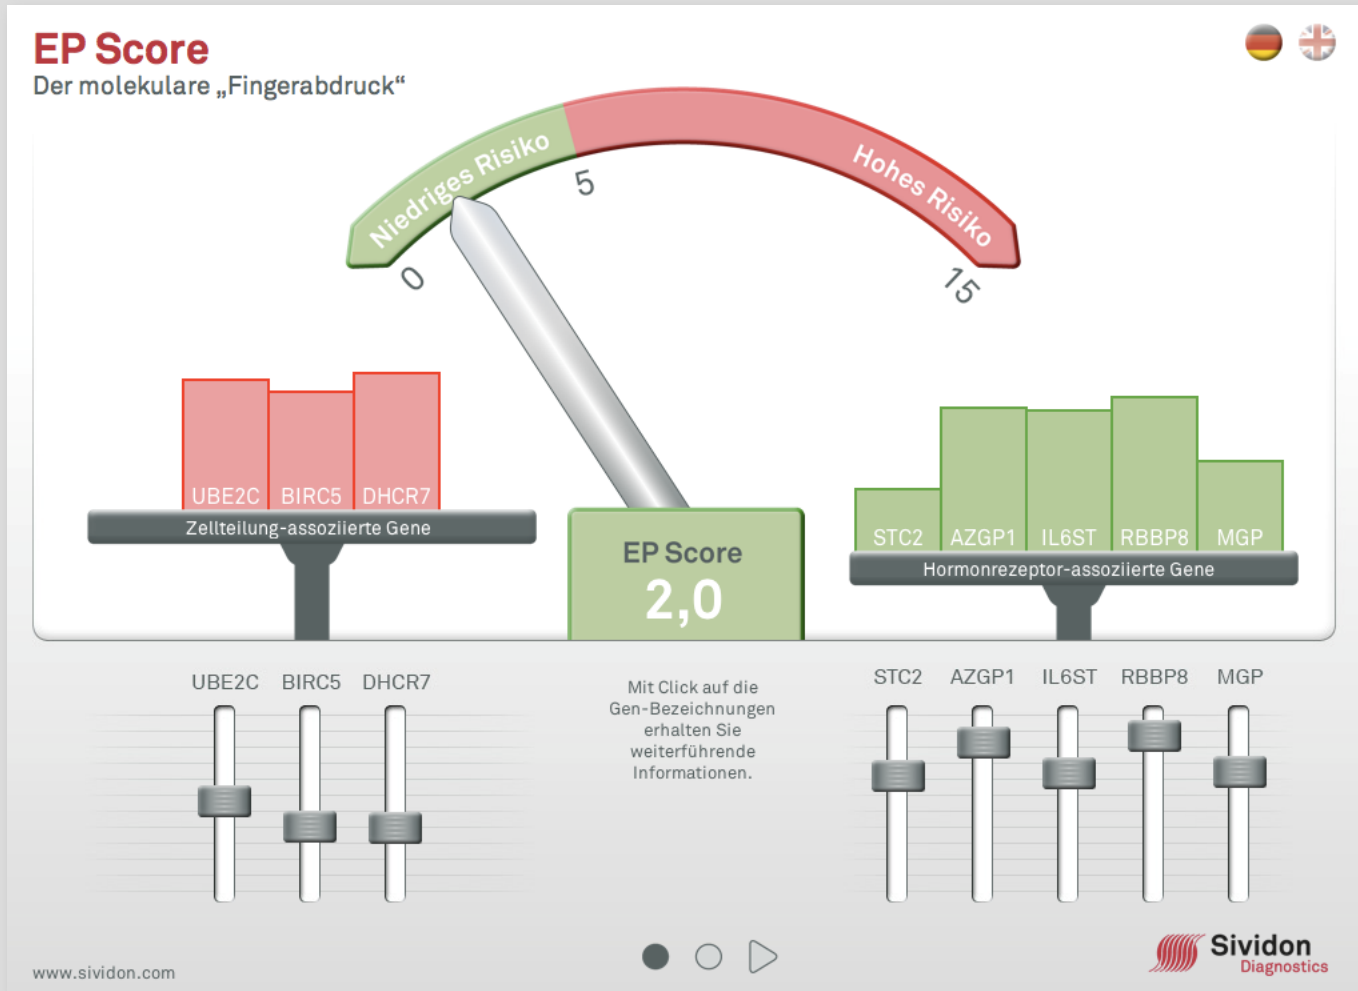 EP Score
Der molekulare „Fingerabdruck“
Niedriges Risiko
Hohes Risiko
0
5
15
UBE2C BIRC5 DHCR7
Zellteilung-assoziierte Gene
EP Score
2,0
STC2 AZGP1 IL6ST RBBP8 MGP
Hormonrezeptor-assoziierte Gene
UBE2C BIRC5 DHCR7
Mit Click auf die
Gen-Bezeichnungen
erhalten Sie
weiterführende
Informationen.
STC2 AZGP1 IL6ST RBBP8 MGP
www.sividon.com
Sividon
Diagnostics